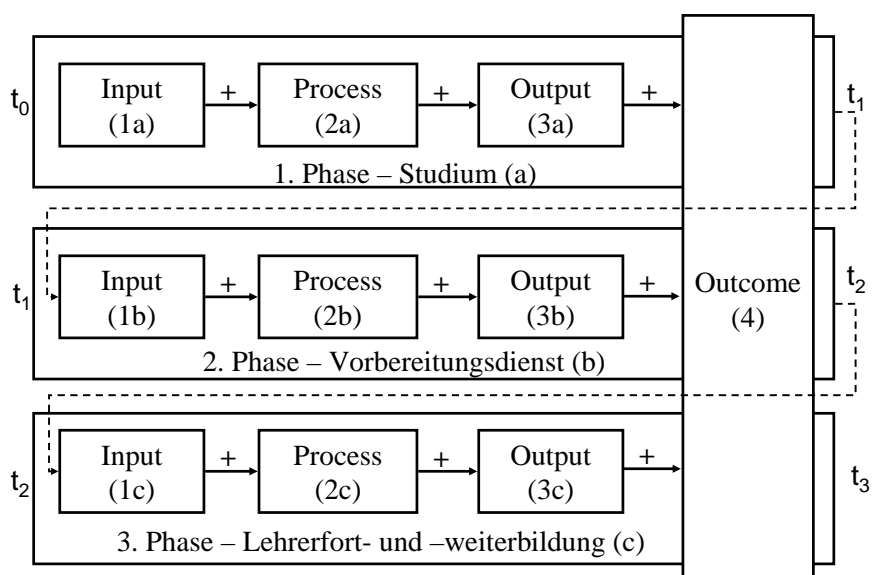 t0
Input
(1a)
+
Process
(2a)
+
Output
(3a)
+
t1
1. Phase – Studium (a)
t1
Input
(1b)
+
Process
(2b)
+
Output
(3b)
+
Outcome
(4)
t2
2. Phase – Vorbereitungsdienst (b)
t2
Input
(1c)
+
Process
(2c)
+
Output
(3c)
+
t3
3. Phase – Lehrerfort- und –weiterbildung (c)